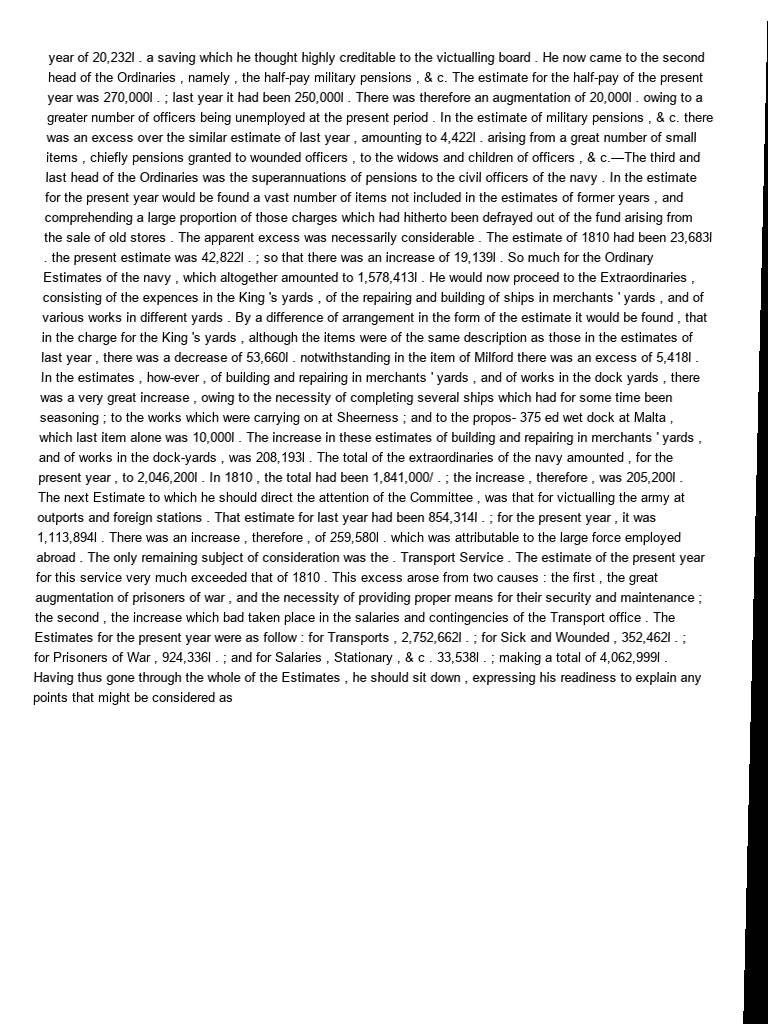 year of 20,232l . a saving which he thought highly creditable to the victualling board . He now came to the second
head of the Ordinaries , namely , the half-pay military pensions , & c. The estimate for the half-pay of the present
year was 270,000l . ; last year it had been 250,000l . There was therefore an augmentation of 20,000l . owing to a
greater number of officers being unemployed at the present period . In the estimate of military pensions , & c. there
was an excess over the similar estimate of last year , amounting to 4,422l . arising from a great number of small
items , chiefly pensions granted to wounded officers , to the widows and children of officers , & c.—The third and
last head of the Ordinaries was the superannuations of pensions to the civil officers of the navy . In the estimate
for the present year would be found a vast number of items not included in the estimates of former years , and
comprehending a large proportion of those charges which had hitherto been defrayed out of the fund arising from
the sale of old stores . The apparent excess was necessarily considerable . The estimate of 1810 had been 23,683l
. the present estimate was 42,822l . ; so that there was an increase of 19,139l . So much for the Ordinary
Estimates of the navy , which altogether amounted to 1,578,413l . He would now proceed to the Extraordinaries ,
consisting of the expences in the King 's yards , of the repairing and building of ships in merchants ' yards , and of
various works in different yards . By a difference of arrangement in the form of the estimate it would be found , that
in the charge for the King 's yards , although the items were of the same description as those in the estimates of
last year , there was a decrease of 53,660l . notwithstanding in the item of Milford there was an excess of 5,418l .
In the estimates , how-ever , of building and repairing in merchants ' yards , and of works in the dock yards , there
was a very great increase , owing to the necessity of completing several ships which had for some time been
seasoning ; to the works which were carrying on at Sheerness ; and to the propos- 375 ed wet dock at Malta ,
which last item alone was 10,000l . The increase in these estimates of building and repairing in merchants ' yards ,
and of works in the dock-yards , was 208,193l . The total of the extraordinaries of the navy amounted , for the
present year , to 2,046,200l . In 1810 , the total had been 1,841,000/ . ; the increase , therefore , was 205,200l .
The next Estimate to which he should direct the attention of the Committee , was that for victualling the army at
outports and foreign stations . That estimate for last year had been 854,314l . ; for the present year , it was
1,113,894l . There was an increase , therefore , of 259,580l . which was attributable to the large force employed
abroad . The only remaining subject of consideration was the . Transport Service . The estimate of the present year
for this service very much exceeded that of 1810 . This excess arose from two causes : the first , the great
augmentation of prisoners of war , and the necessity of providing proper means for their security and maintenance ;
the second , the increase which bad taken place in the salaries and contingencies of the Transport office . The
Estimates for the present year were as follow : for Transports , 2,752,662l . ; for Sick and Wounded , 352,462l . ;
for Prisoners of War , 924,336l . ; and for Salaries , Stationary , & c . 33,538l . ; making a total of 4,062,999l .
Having thus gone through the whole of the Estimates , he should sit down , expressing his readiness to explain any
points that might be considered as